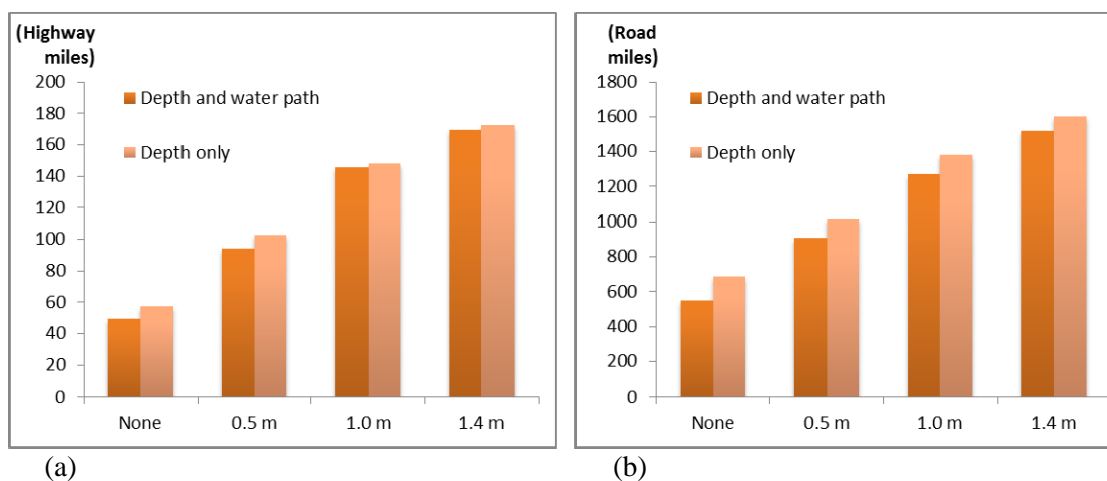 (Highway
miles)
200
180
160
140
120
100
80
60
40
20
0
Depth and water path
Depth only
None 0.5 m 1.0 m 1.4 m
(a)
(Road
miles)
1800
1600
1400
1200
1000
800
600
400
200
0
Depth and water path
Depth only
None 0.5 m 1.0 m 1.4 m
(b)